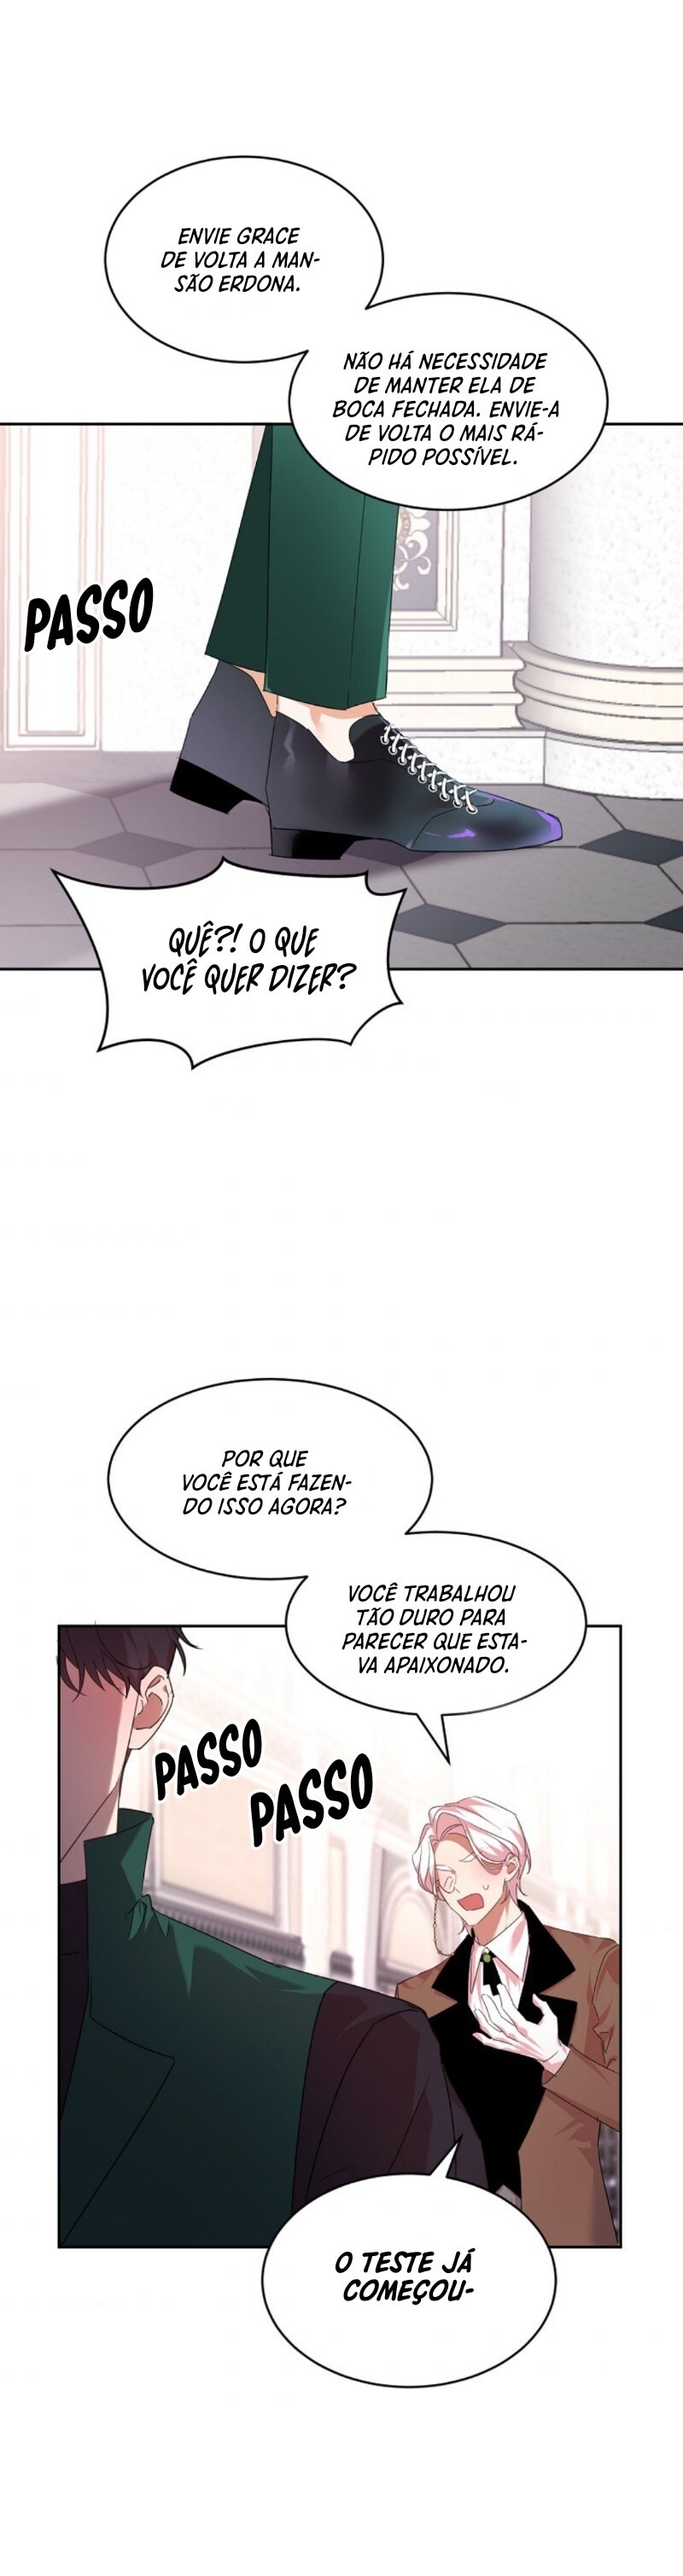 ENVIE GRACE
DE VOLTA A MAN-
SÃO ERDONA.
NÃO HÁ NECESSIDADE
DE MANTER ELA DE
BOCA FECHADA. ENVIE-A
DE VOLTA O MAIS RÁ-
PIDO POSSÍVEL.
PASSO
QUÊ?! O QUE
VOCÊ QUER DIZER?
POR QUE
VOCÊ ESTÁ FAZEN-
DO ISSO AGORA?
VOCÊ TRABALHOU
TÃO DURO PARA
PARECER QUE ESTA-
VA APAIXONADO.
PASSO
PASSO
O TESTE JÁ
COMEÇOU-